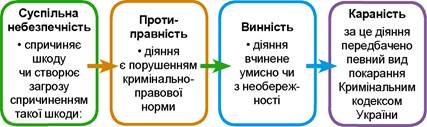 Суспільна
небезпечність
• спричиняє
шкоду
чи створює
загрозу
спричиненням
такої шкоди:
Проти-
правність
• діяння
є порушенням
кримінально-
правової
норми
Винність
• діяння
вчинене
умисно чи
з необереж-
ності
Караність
за це діяння
передбачено
певний вид
покарання
Кримінальним
кодексом
України